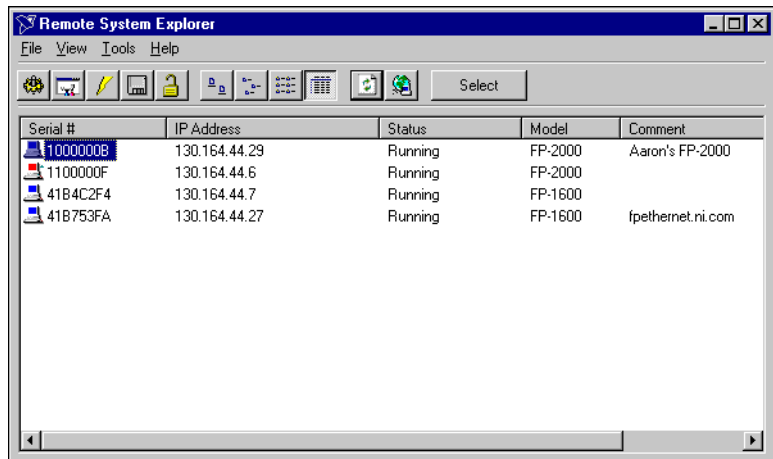 Remote System Explorer
File View Tools Help
Select
Serial # IP Address Status Model Comment
1000000B 130.164.44.29 Running FP-2000 Aaron's FP-2000
1100000F 130.164.44.6 Running FP-2000
41B4C2F4 130.164.44.7 Running FP-1600
41B753FA 130.164.44.27 Running FP-1600 fpethernet.ni.com